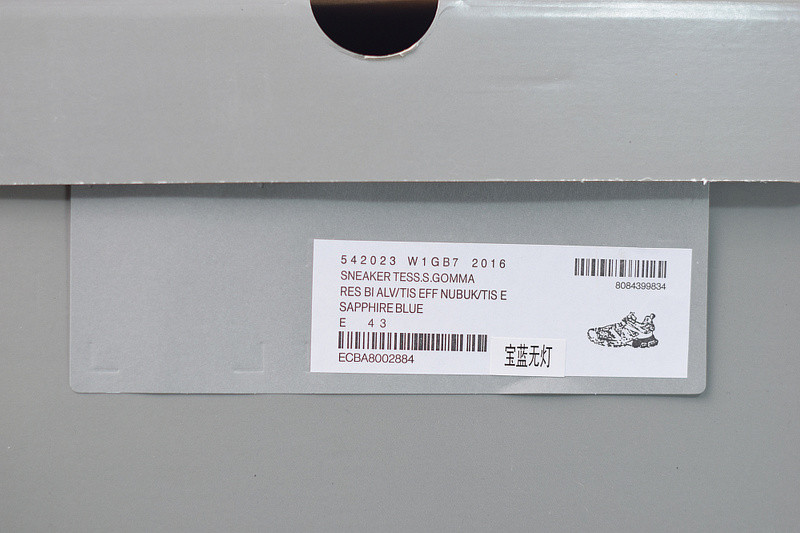 542023 W1GB7 2016
SNEAKER TESS.S.GOMMA
RES BI ALV/TIS EFF NUBUK/TIS E
SAPPHIRE BLUE
E 43
ECBA8002884
8084399834
宝蓝无灯